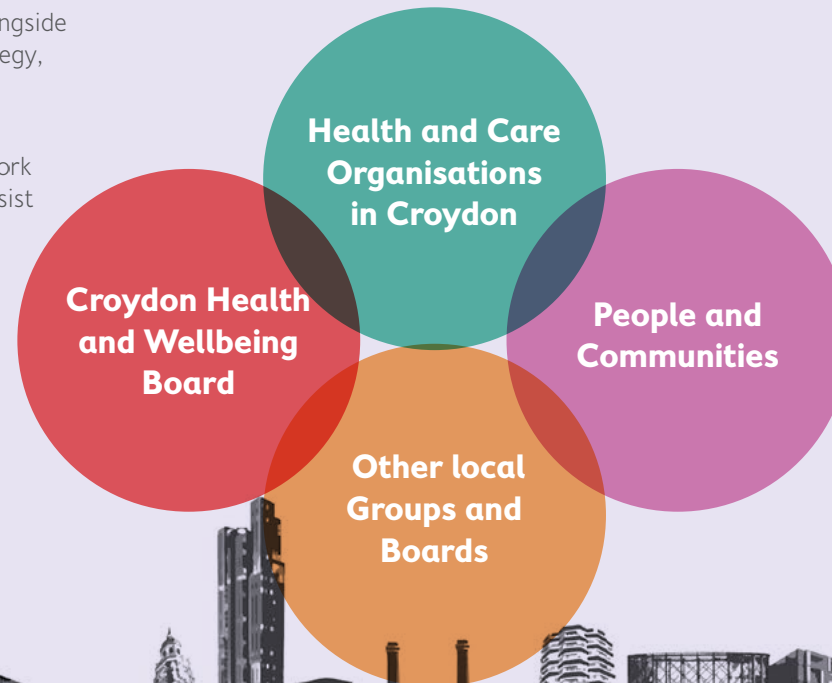 egy,
Health and Care
Organisations
in Croydon
Croydon Health
and Wellbeing
Board
People and
Communities
Other local
Groups and
Boards